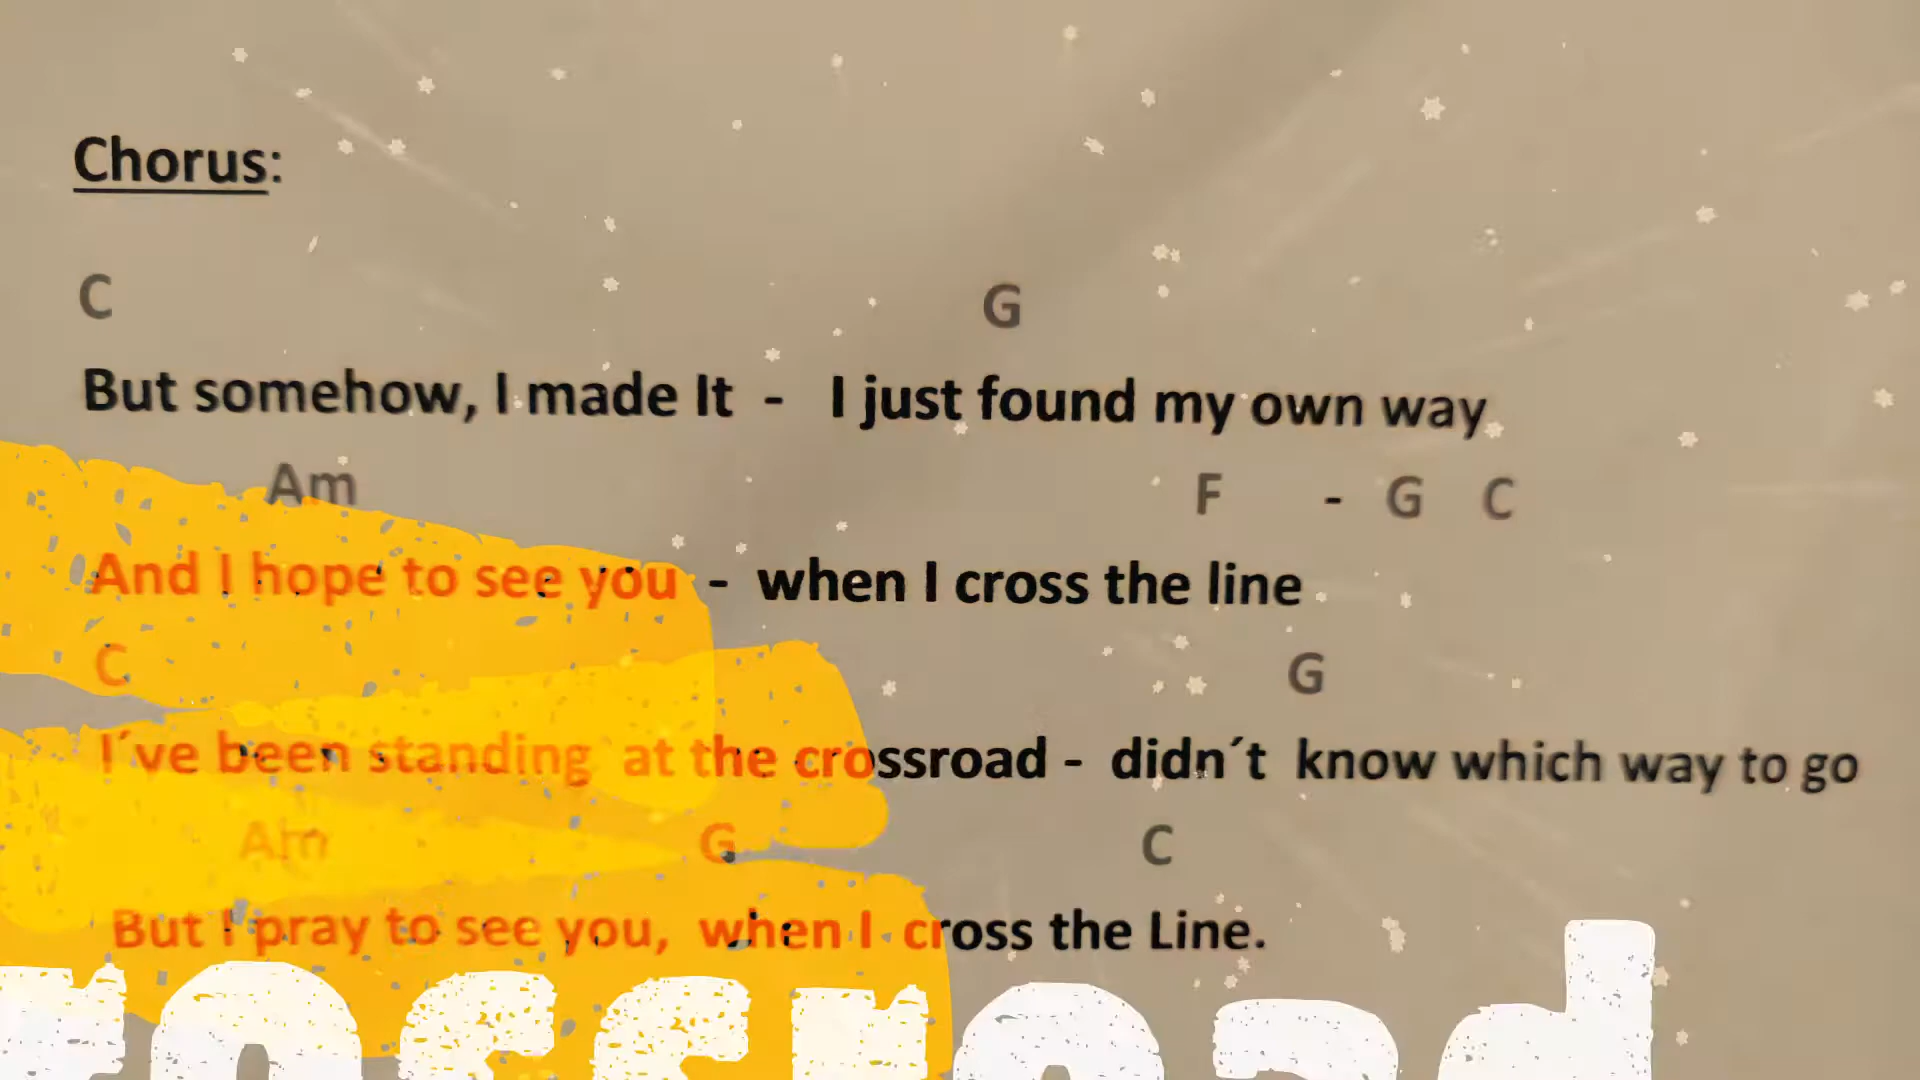 Chorus:
C G
But somehow, I made It - I just found my own way
Am F - G C
And I hope to see you - when I cross the line
C G
I´ve been standing at the crossroad - didn´t know which way to go
Am G C
But I pray to see you, when I cross the Line.
rossroad